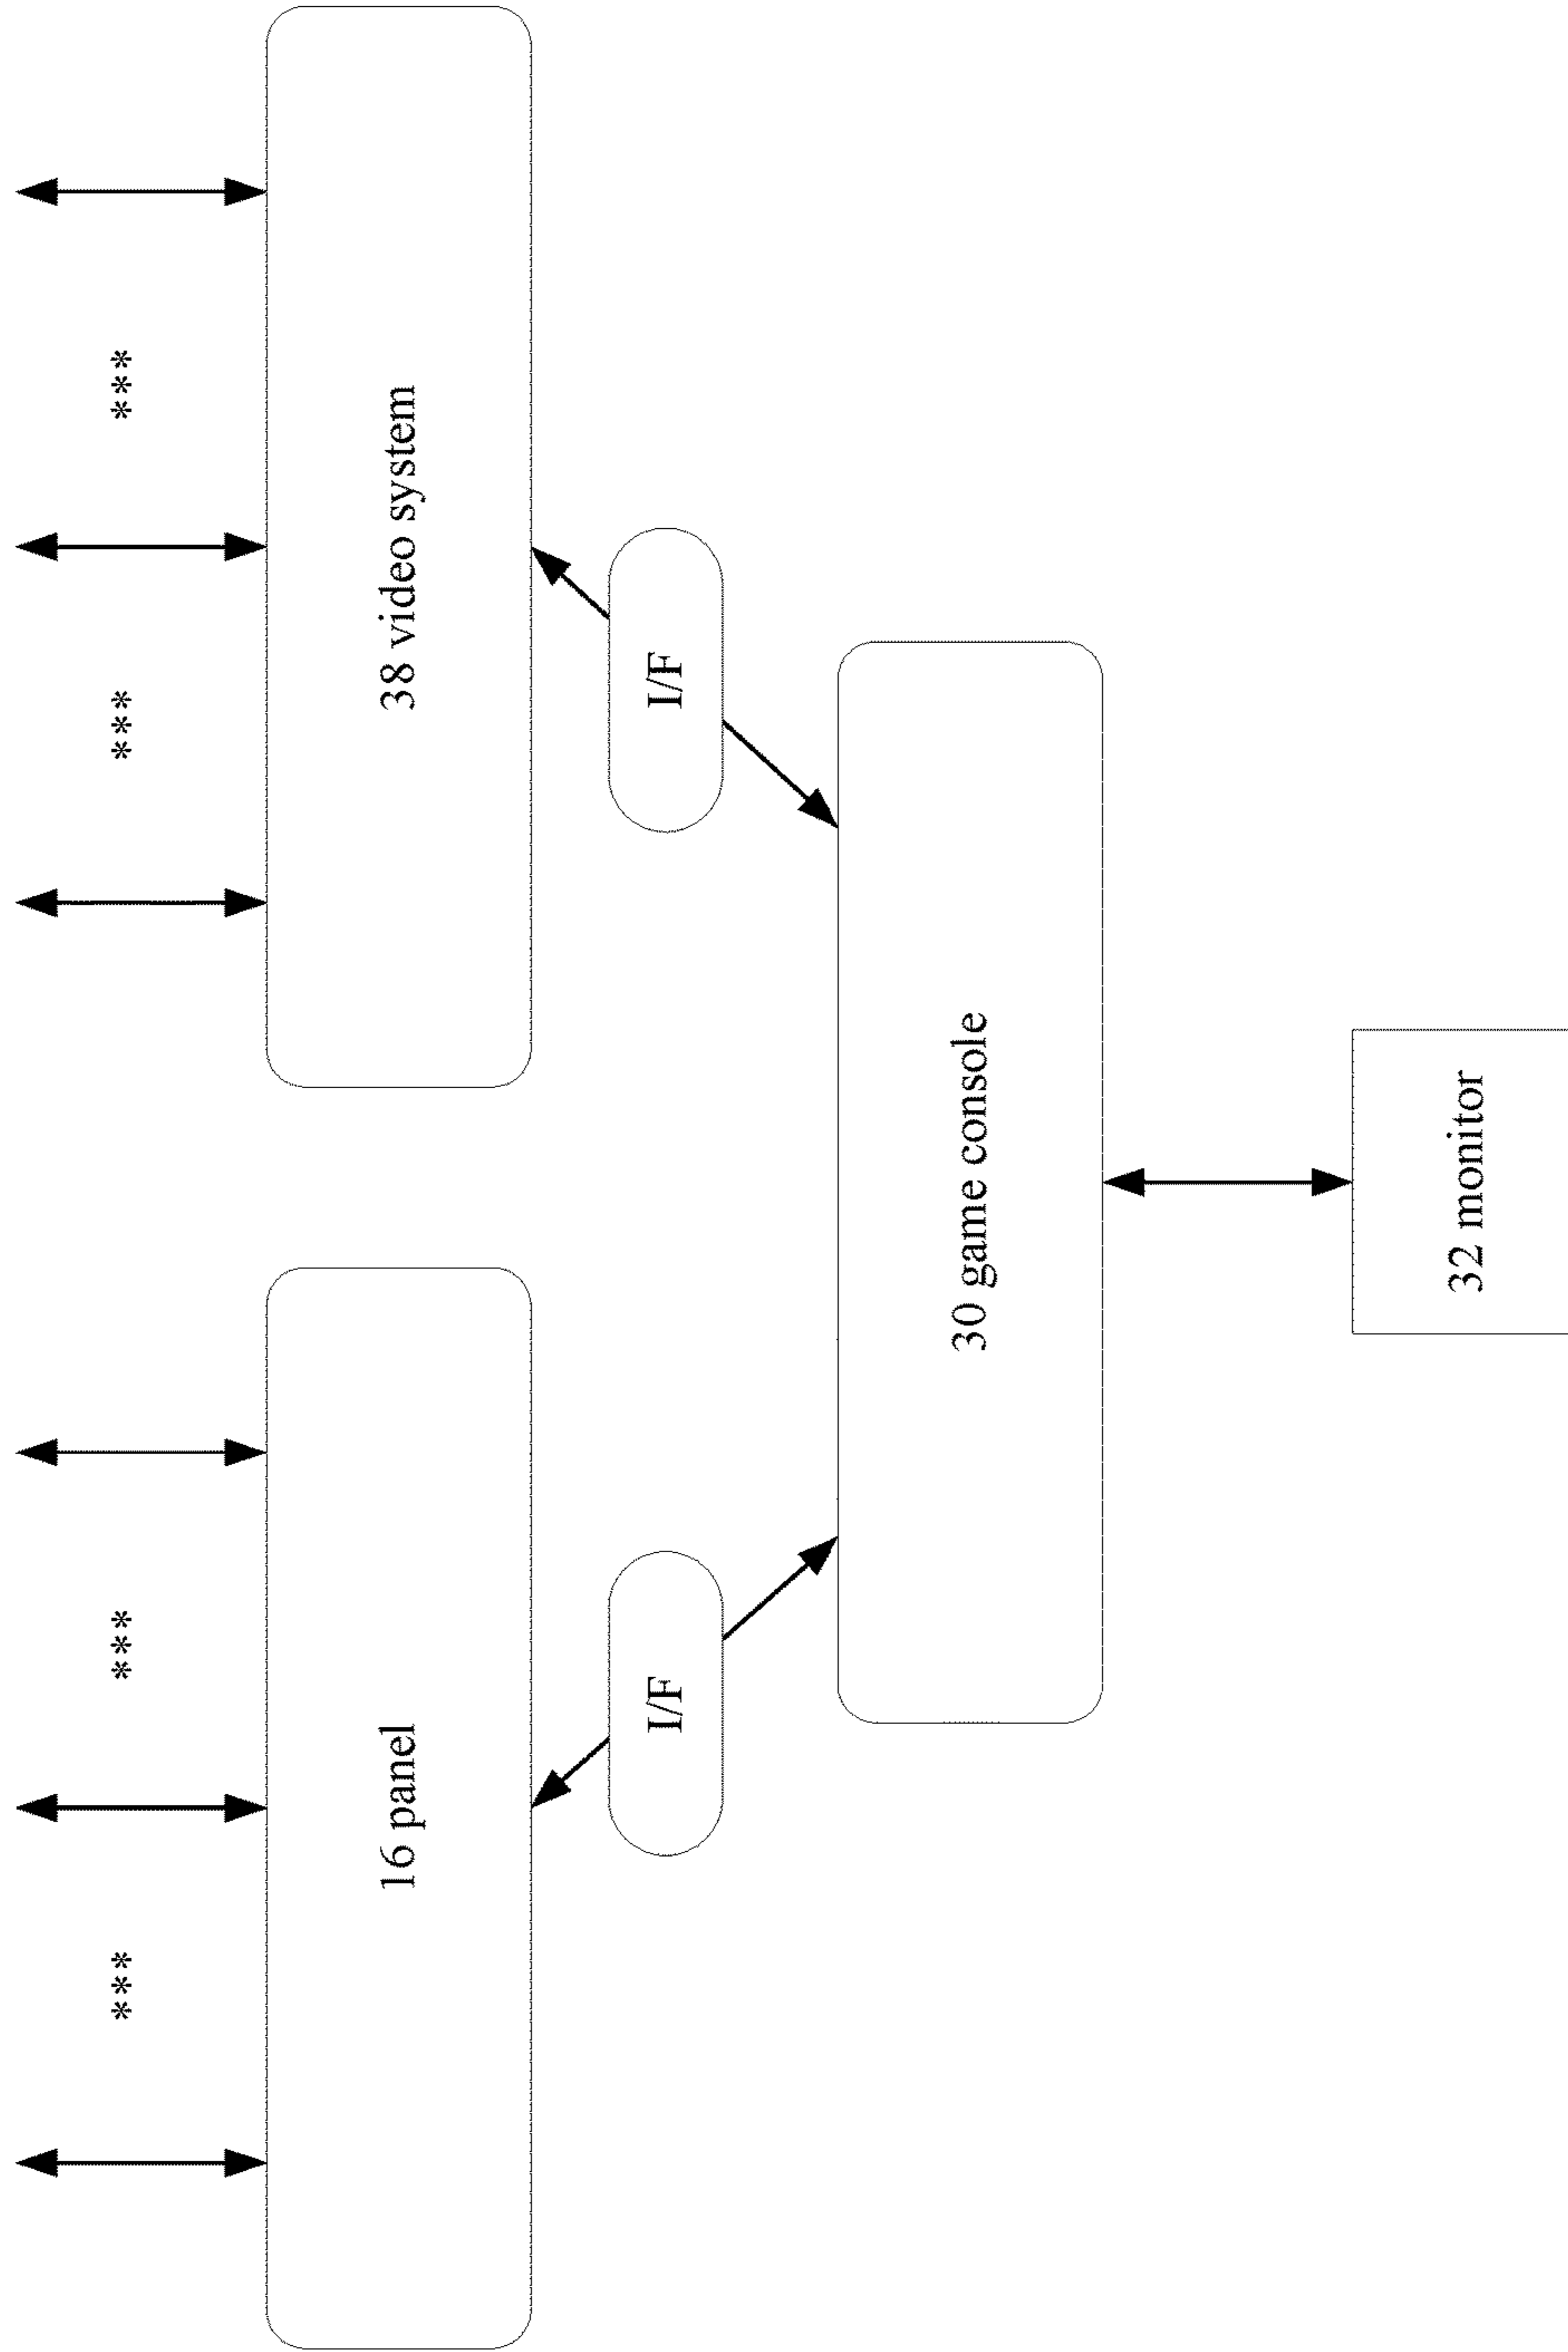 ***
***
***
***
16 panel
38 video system
I/F
I/F
30 game console
32 monitor